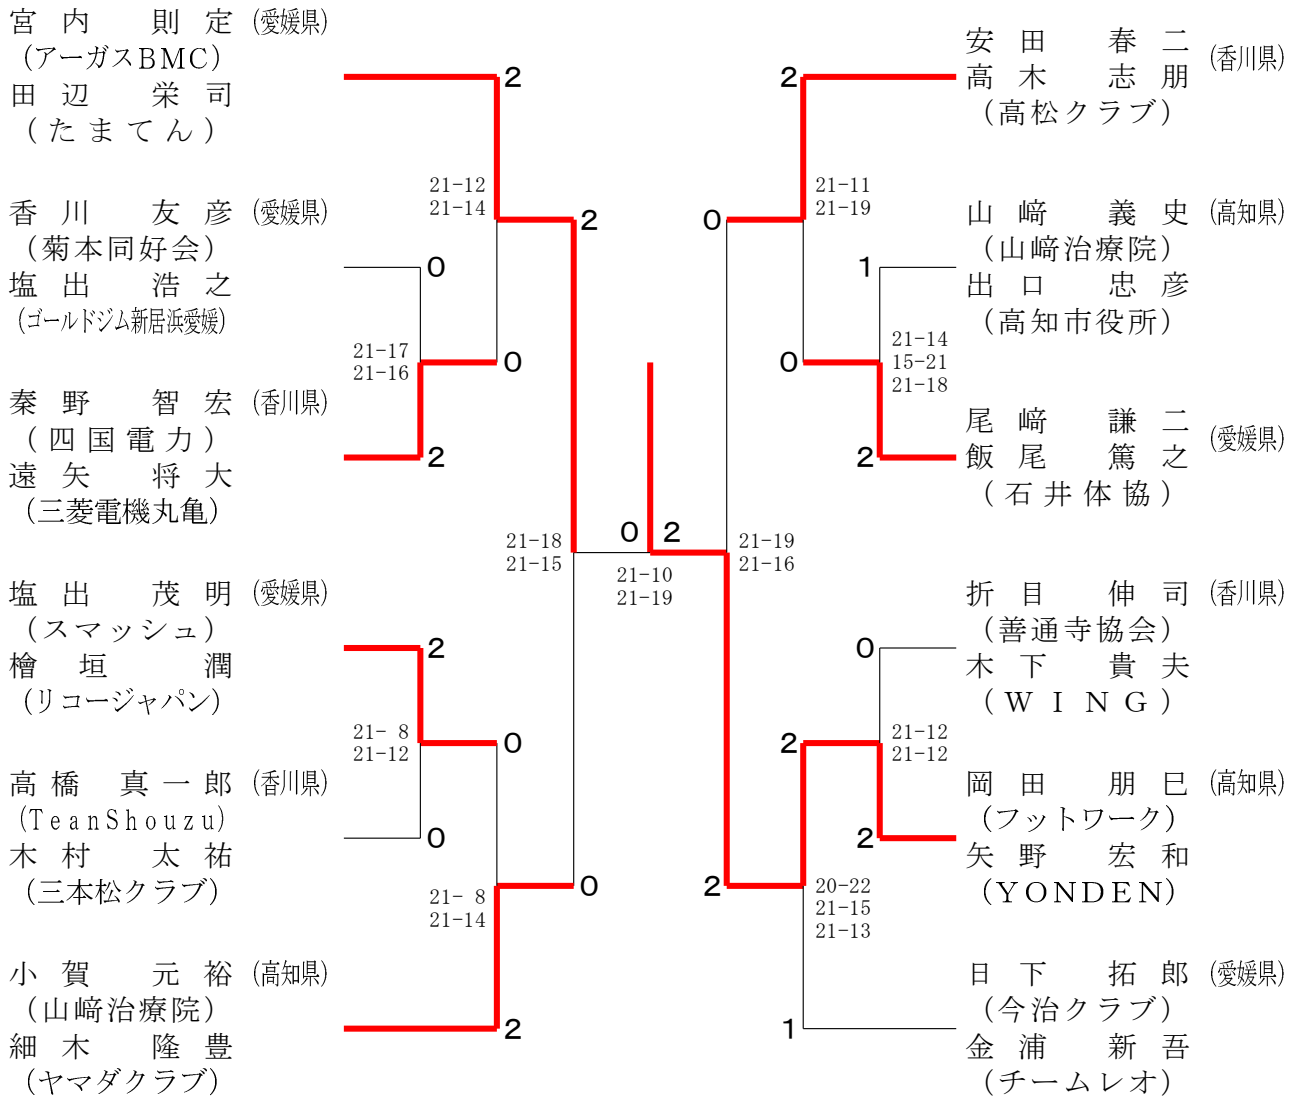 宮内 則定 (愛媛県)
(アーガスBMC)
田辺 栄司
(たまてん)
香川 友彦 (愛媛県)
(菊本同好会)
塩出 浩之
(ゴールドジム新居浜愛媛)
秦野 智宏 (香川県)
(四国電力)
遠矢 将大
(三菱電機丸亀)
塩出 茂明 (愛媛県)
(スマッシュ)
檜垣 潤
(リコージャパン)
高橋 真一郎 (香川県)
(TeanShouzu)
木村 太祐
(三本松クラブ)
小賀 元裕 (高知県)
(山﨑治療院)
細木 隆豊
(ヤマダクラブ)
2
21-12
21-14
2
0
21-17
21-16
0
2
21-18
21-15
2
21- 8
21-12
0
0
21- 8
21-14
0
2
0 2
21-10
21-19
2
21-11
21-19
0
1
21-14
15-21
21-18
0
2
21-19
21-16
0
21-12
21-12
2
2
2
20-22
21-15
21-13
1
安田 春二 (香川県)
高木 志朋
(高松クラブ)
山﨑 義史 (高知県)
(山﨑治療院)
出口 忠彦
(高知市役所)
尾﨑 謙二 (愛媛県)
飯尾 篤之
(石井体協)
折目 伸司 (香川県)
(善通寺協会)
木下 貴夫
(WING)
岡田 朋巳 (高知県)
(フットワーク)
矢野 宏和
(YONDEN)
日下 拓郎 (愛媛県)
(今治クラブ)
金浦 新吾
(チームレオ)